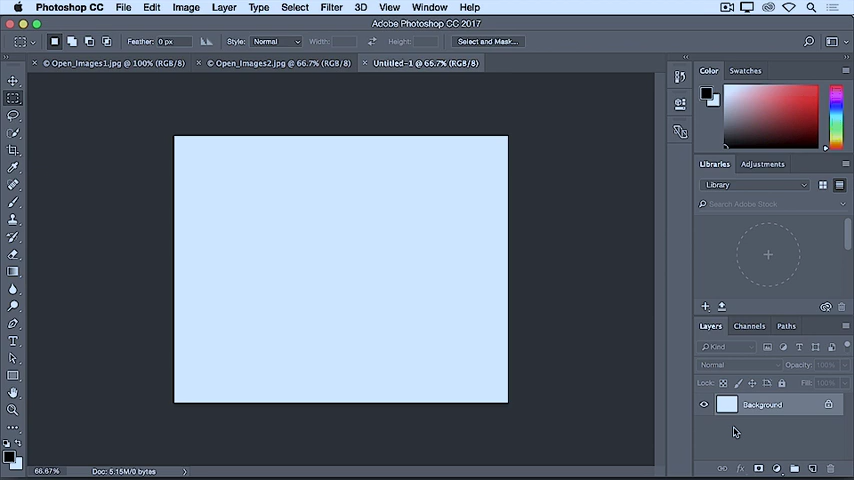 Photoshop CC File Edit Image Layer Type Select Filter 3D View Window Help
Adobe Photoshop CC 2017
Feather: 0 px Style: Normal Width: Height: Select and Mask...
© Open_Images1.jpg @ 100% (RGB/8) © Open_Images2.jpg @ 66.7% (RGB/8) Untitled-1 @ 66.7% (RGB/8)
Color Swatches
Libraries Adjustments
Library
Search Adobe Stock
Layers Channels Paths
Kind
Normal Opacity: 100%
Lock: Fill: 100%
Background
66.67% Doc: 5.15M/0 bytes